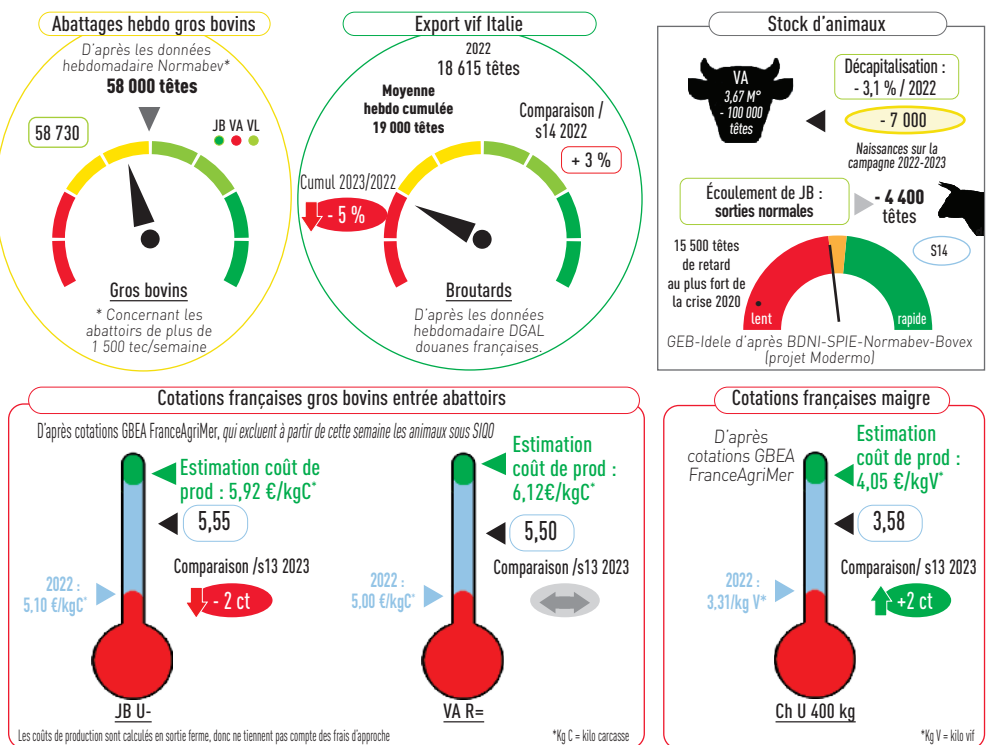 Abattages hebdo gros bovins
D'après les données
hebdomadaire Normabev*
58 000 têtes
58 730
JB VA VL
Gros bovins
* Concernant les
abattoirs de plus de
1 500 tec/semaine
Export vif Italie
2022
18 615 têtes
Moyenne
hebdo cumulée
19 000 têtes
Comparaison /
s14 2022
+ 3 %
Cumul 2023/2022
- 5 %
Broutards
D'après les données
hebdomadaire DGAL
douanes françaises.
Stock d'animaux
VA
3,67 M°
- 100 000
têtes
Décapitalisation :
- 3,1 % / 2022
- 7 000
Naissances sur la
campagne 2022-2023
Écoulement de JB :
sorties normales
- 4 400
têtes
S14
15 500 têtes
de retard
au plus fort de
la crise 2020
lent
rapide
GEB-Idele d'après BDNI-SPIE-Normabev-Bovex
(projet Modermo)
Cotations françaises gros bovins entrée abattoirs
D'après cotations GBEA FranceAgriMer, qui excluent à partir de cette semaine les animaux sous SIQO
Estimation coût de
prod : 5,92 €/kgC*
5,55
Comparaison /s13 2023
2022 :
5,10 €/kgC*
- 2 ct
JB U-
Estimation
coût de
prod :
6,12€/kgC*
5,50
Comparaison /s13 2023
2022 :
5,00 €/kgC*
VA R=
Les coûts de production sont calculés en sortie ferme, donc ne tiennent pas compte des frais d'approche
*Kg C = kilo carcasse
Cotations françaises maigre
D'après
cotations GBEA
FranceAgriMer
Estimation
coût de prod :
4,05 €/kgV*
3,58
Comparaison/ s13 2023
2022 :
3,31/kg V*
+2 ct
Ch U 400 kg
*Kg V = kilo vif